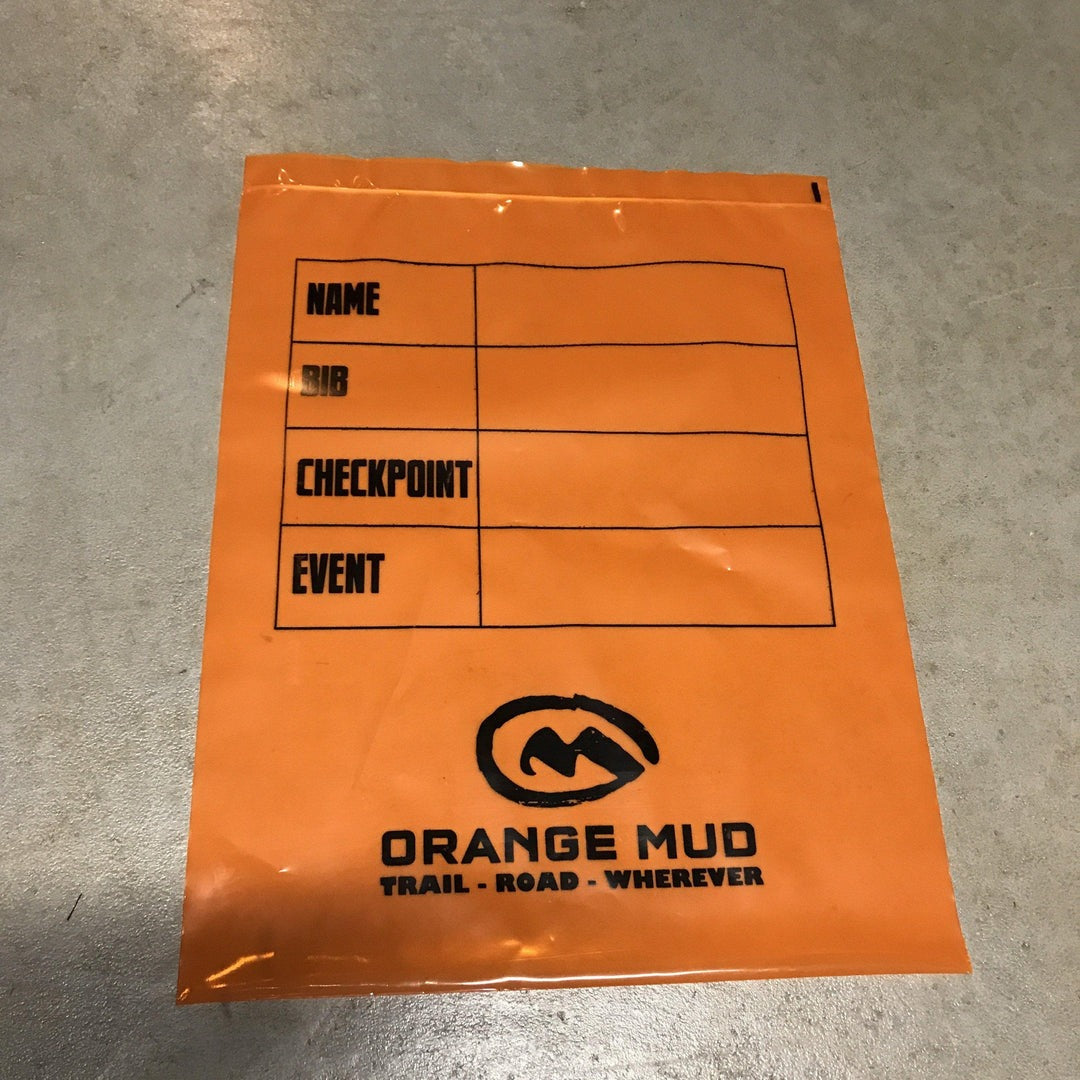 NAME
BIB
CHECKPOINT
EVENT
ORANGE MUD
TRAIL - ROAD - WHEREVER